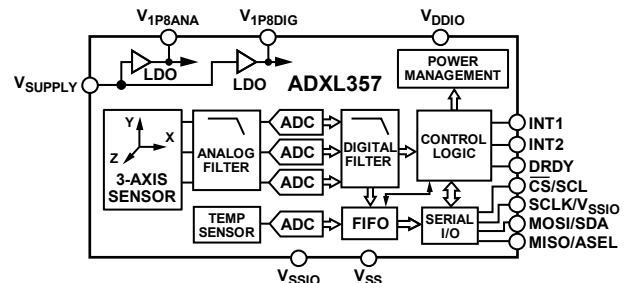 V1P8ANA
V1P8DIG
VDDIO
VSUPPLY
LDO
LDO
ADXL357
POWER
MANAGEMENT
Y
X
Z
3-AXIS
SENSOR
ANALOG
FILTER
ADC
ADC
ADC
DIGITAL
FILTER
CONTROL
LOGIC
INT1
INT2
DRDY
CS/SCL
SCLK/VSSIO
MOSI/SDA
MISO/ASEL
TEMP
SENSOR
ADC
FIFO
SERIAL
I/O
VSSIO
VSS